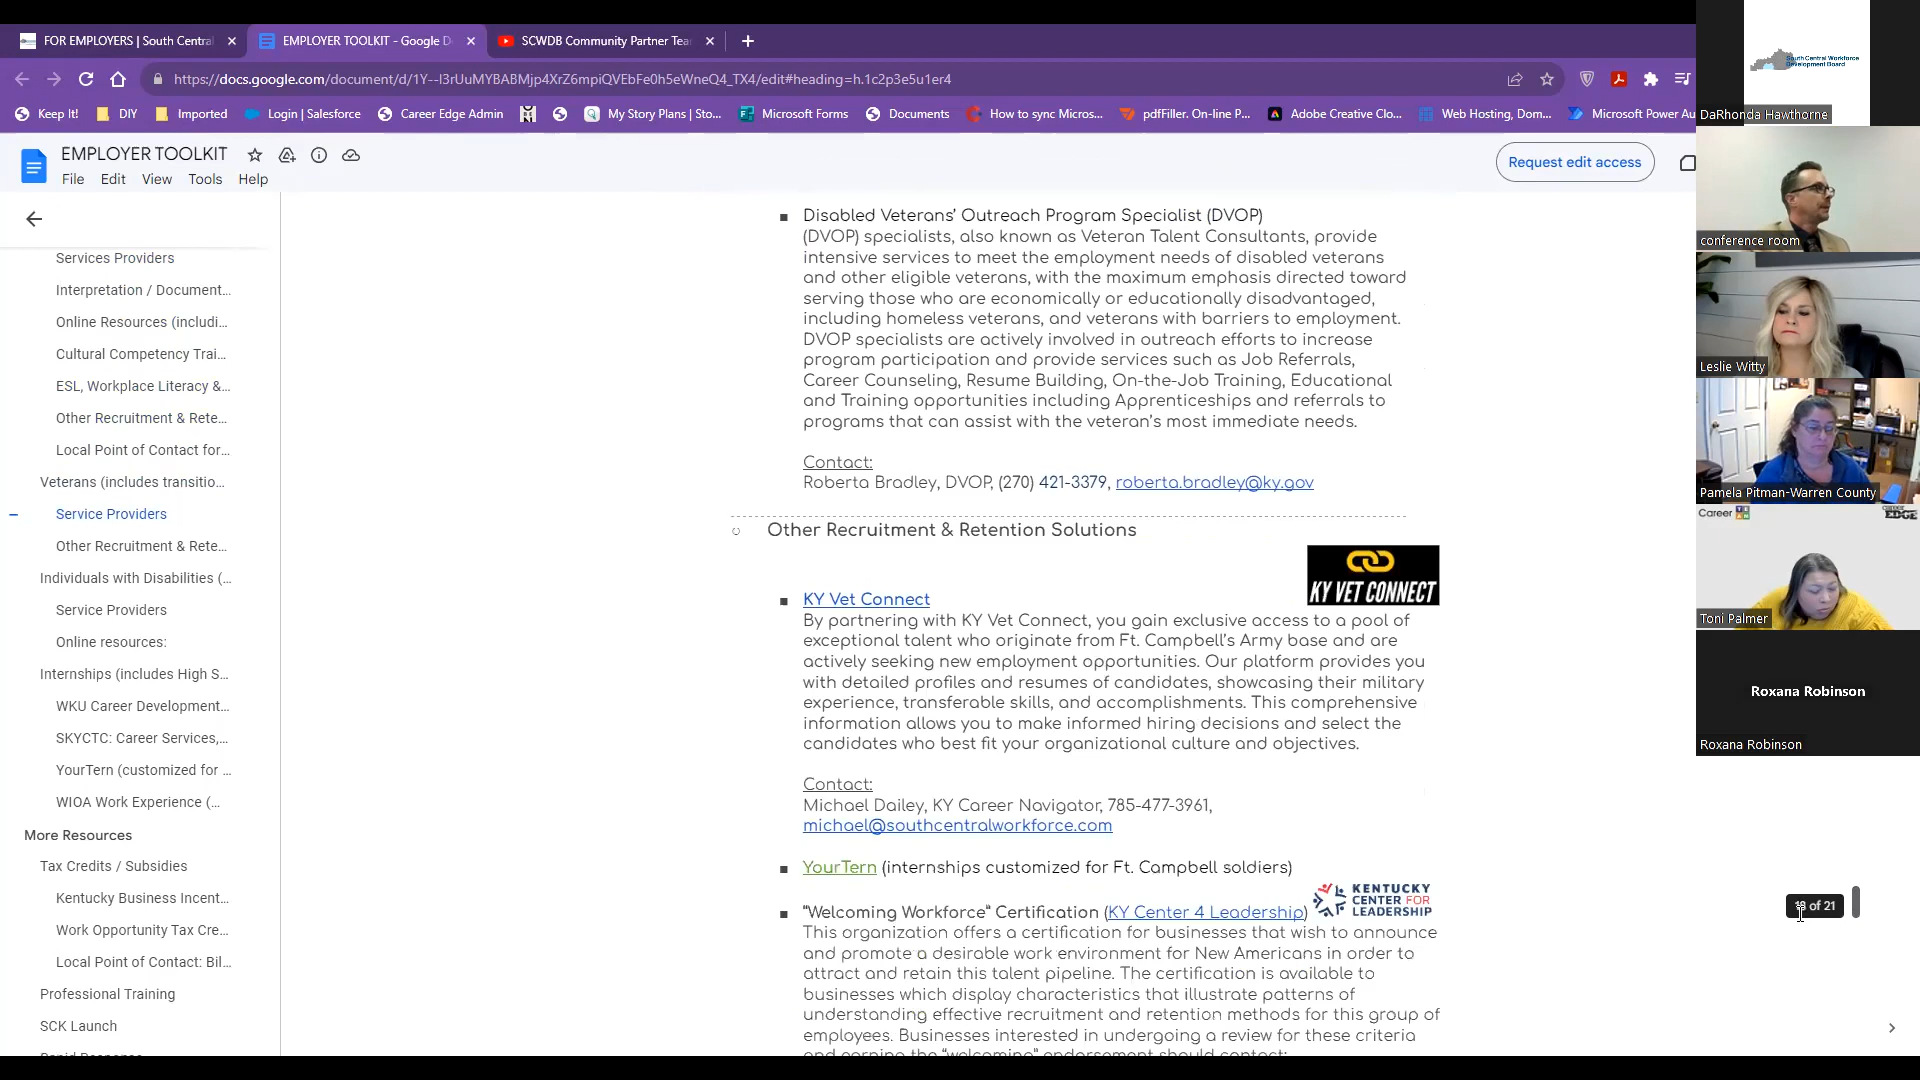 FOR EMPLOYERS | South Central
EMPLOYER TOOLKIT - Google D
SCWDB Community Partner Tea
https://docs.google.com/document/d/1Y--I3rUuMYBABMjp4XrZ6mpiQVEbFe0h5eWneQ4_TX4/edit#heading=h.1c2p3e5u1er4
Keep It!
DIY
Imported
Login | Salesforce
Career Edge Admin
My Story Plans | Sto...
Microsoft Forms
Documents
How to sync Micros...
pdfFiller. On-line P...
Adobe Creative Clo...
Web Hosting, Dom...
Microsoft Power Au
EMPLOYER TOOLKIT
File Edit View Tools Help
Request edit access
Services Providers
Interpretation / Document...
Online Resources (includi...
Cultural Competency Trai...
ESL, Workplace Literacy &...
Other Recruitment & Rete...
Local Point of Contact for...
Veterans (includes transitio...
Service Providers
Other Recruitment & Rete...
Individuals with Disabilities (...
Service Providers
Online resources:
Internships (includes High S...
WKU Career Development...
SKYCTC: Career Services,...
YourTern (customized for ...
WIOA Work Experience (...
More Resources
Tax Credits / Subsidies
Kentucky Business Incent...
Work Opportunity Tax Cre...
Local Point of Contact: Bil...
Professional Training
SCK Launch
Rapid Response
Disabled Veterans’ Outreach Program Specialist (DVOP)
(DVOP) specialists, also known as Veteran Talent Consultants, provide
intensive services to meet the employment needs of disabled veterans
and other eligible veterans, with the maximum emphasis directed toward
serving those who are economically or educationally disadvantaged,
including homeless veterans, and veterans with barriers to employment.
DVOP specialists are actively involved in outreach efforts to increase
program participation and provide services such as Job Referrals,
Career Counseling, Resume Building, On-the-Job Training, Educational
and Training opportunities including Apprenticeships and referrals to
programs that can assist with the veteran’s most immediate needs.
Contact:
Roberta Bradley, DVOP, (270) 421-3379, roberta.bradley@ky.gov
Other Recruitment & Retention Solutions
KY VET CONNECT
KY Vet Connect
By partnering with KY Vet Connect, you gain exclusive access to a pool of
exceptional talent who originate from Ft. Campbell’s Army base and are
actively seeking new employment opportunities. Our platform provides you
with detailed profiles and resumes of candidates, showcasing their military
experience, transferable skills, and accomplishments. This comprehensive
information allows you to make informed hiring decisions and select the
candidates who best fit your organizational culture and objectives.
Contact:
Michael Dailey, KY Career Navigator, 785-477-3961,
michael@southcentralworkforce.com
YourTern (internships customized for Ft. Campbell soldiers)
“Welcoming Workforce” Certification (KY Center 4 Leadership)
KENTUCKY
CENTER FOR
LEADERSHIP
This organization offers a certification for businesses that wish to announce
and promote a desirable work environment for New Americans in order to
attract and retain this talent pipeline. The certification is available to
businesses which display characteristics that illustrate patterns of
understanding effective recruitment and retention methods for this group of
employees. Businesses interested in undergoing a review for these criteria
and earning the “welcoming” endorsement should contact:
of 21
South Central Workforce
Development Board
DaRhonda Hawthorne
conference room
Leslie Witty
Pamela Pitman-Warren County
Career TEAM
CAREER EDGE
Toni Palmer
Roxana Robinson
Roxana Robinson